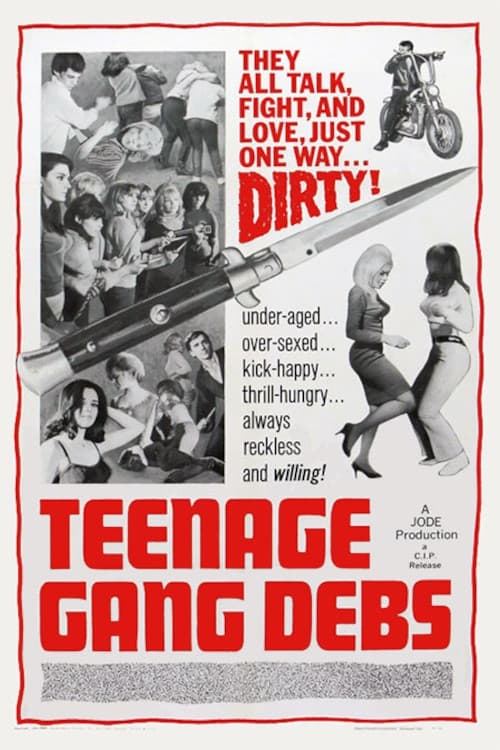 THEY
ALL TALK,
FIGHT, AND
LOVE, JUST
ONE WAY...
DIRTY!
under-aged...
over-sexed...
kick-happy...
thrill-hungry...
always
reckless
and willing!
TEENAGE
GANG DEBS
A
JODE
Production
a
C.I.P.
Release